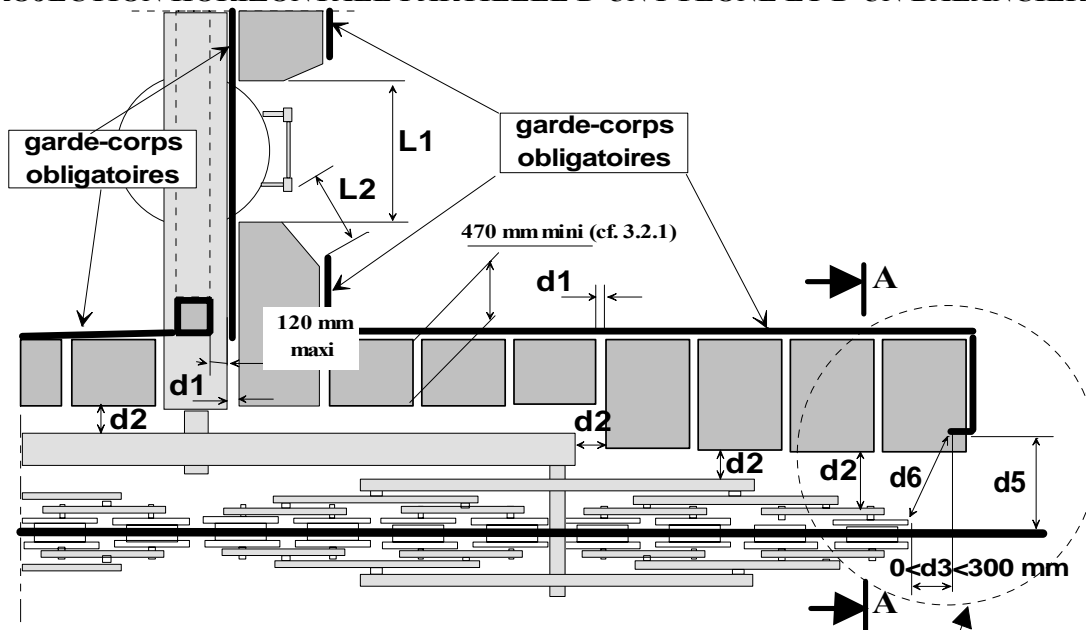 garde-corps
obligatoires
L1
garde-corps
obligatoires
L2
470 mm mini (cf. 3.2.1)
d1
A
120 mm
maxi
d1
d2
d2
d2
d2
d6
d5
0<d3<300 mm
A